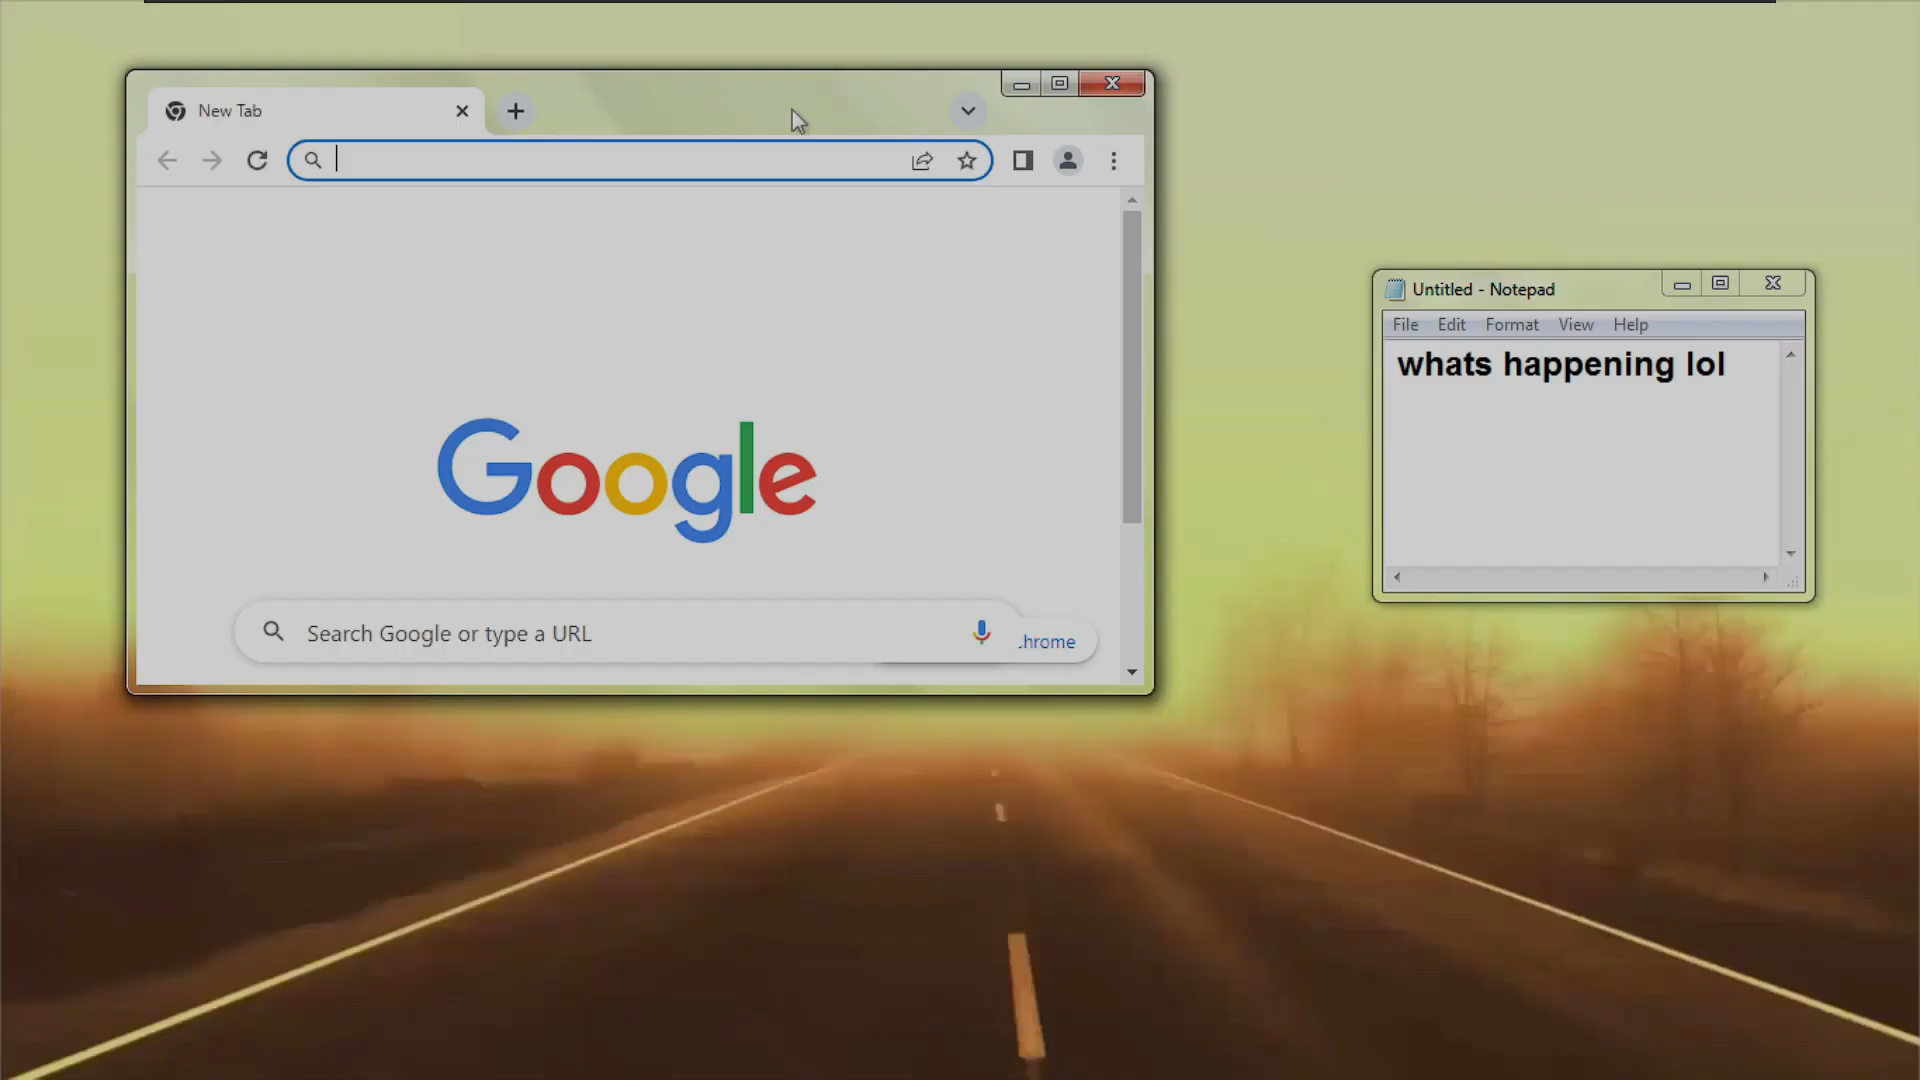 New Tab
Google
Search Google or type a URL
hrome
Untitled - Notepad
File Edit Format View Help
whats happening lol